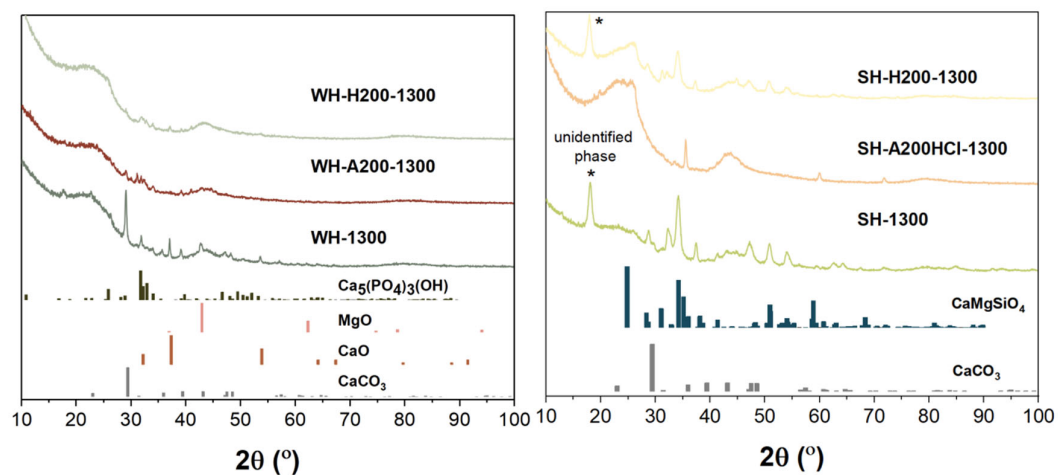 WH-H200-1300
WH-A200-1300
WH-1300
Ca5(PO4)3(OH)
MgO
CaO
CaCO3
10 20 30 40 50 60 70 80 90 100
2θ (º)
*
SH-H200-1300
SH-A200HCl-1300
unidentified
phase
*
SH-1300
CaMgSiO4
CaCO3
10 20 30 40 50 60 70 80 90 100
2θ (º)